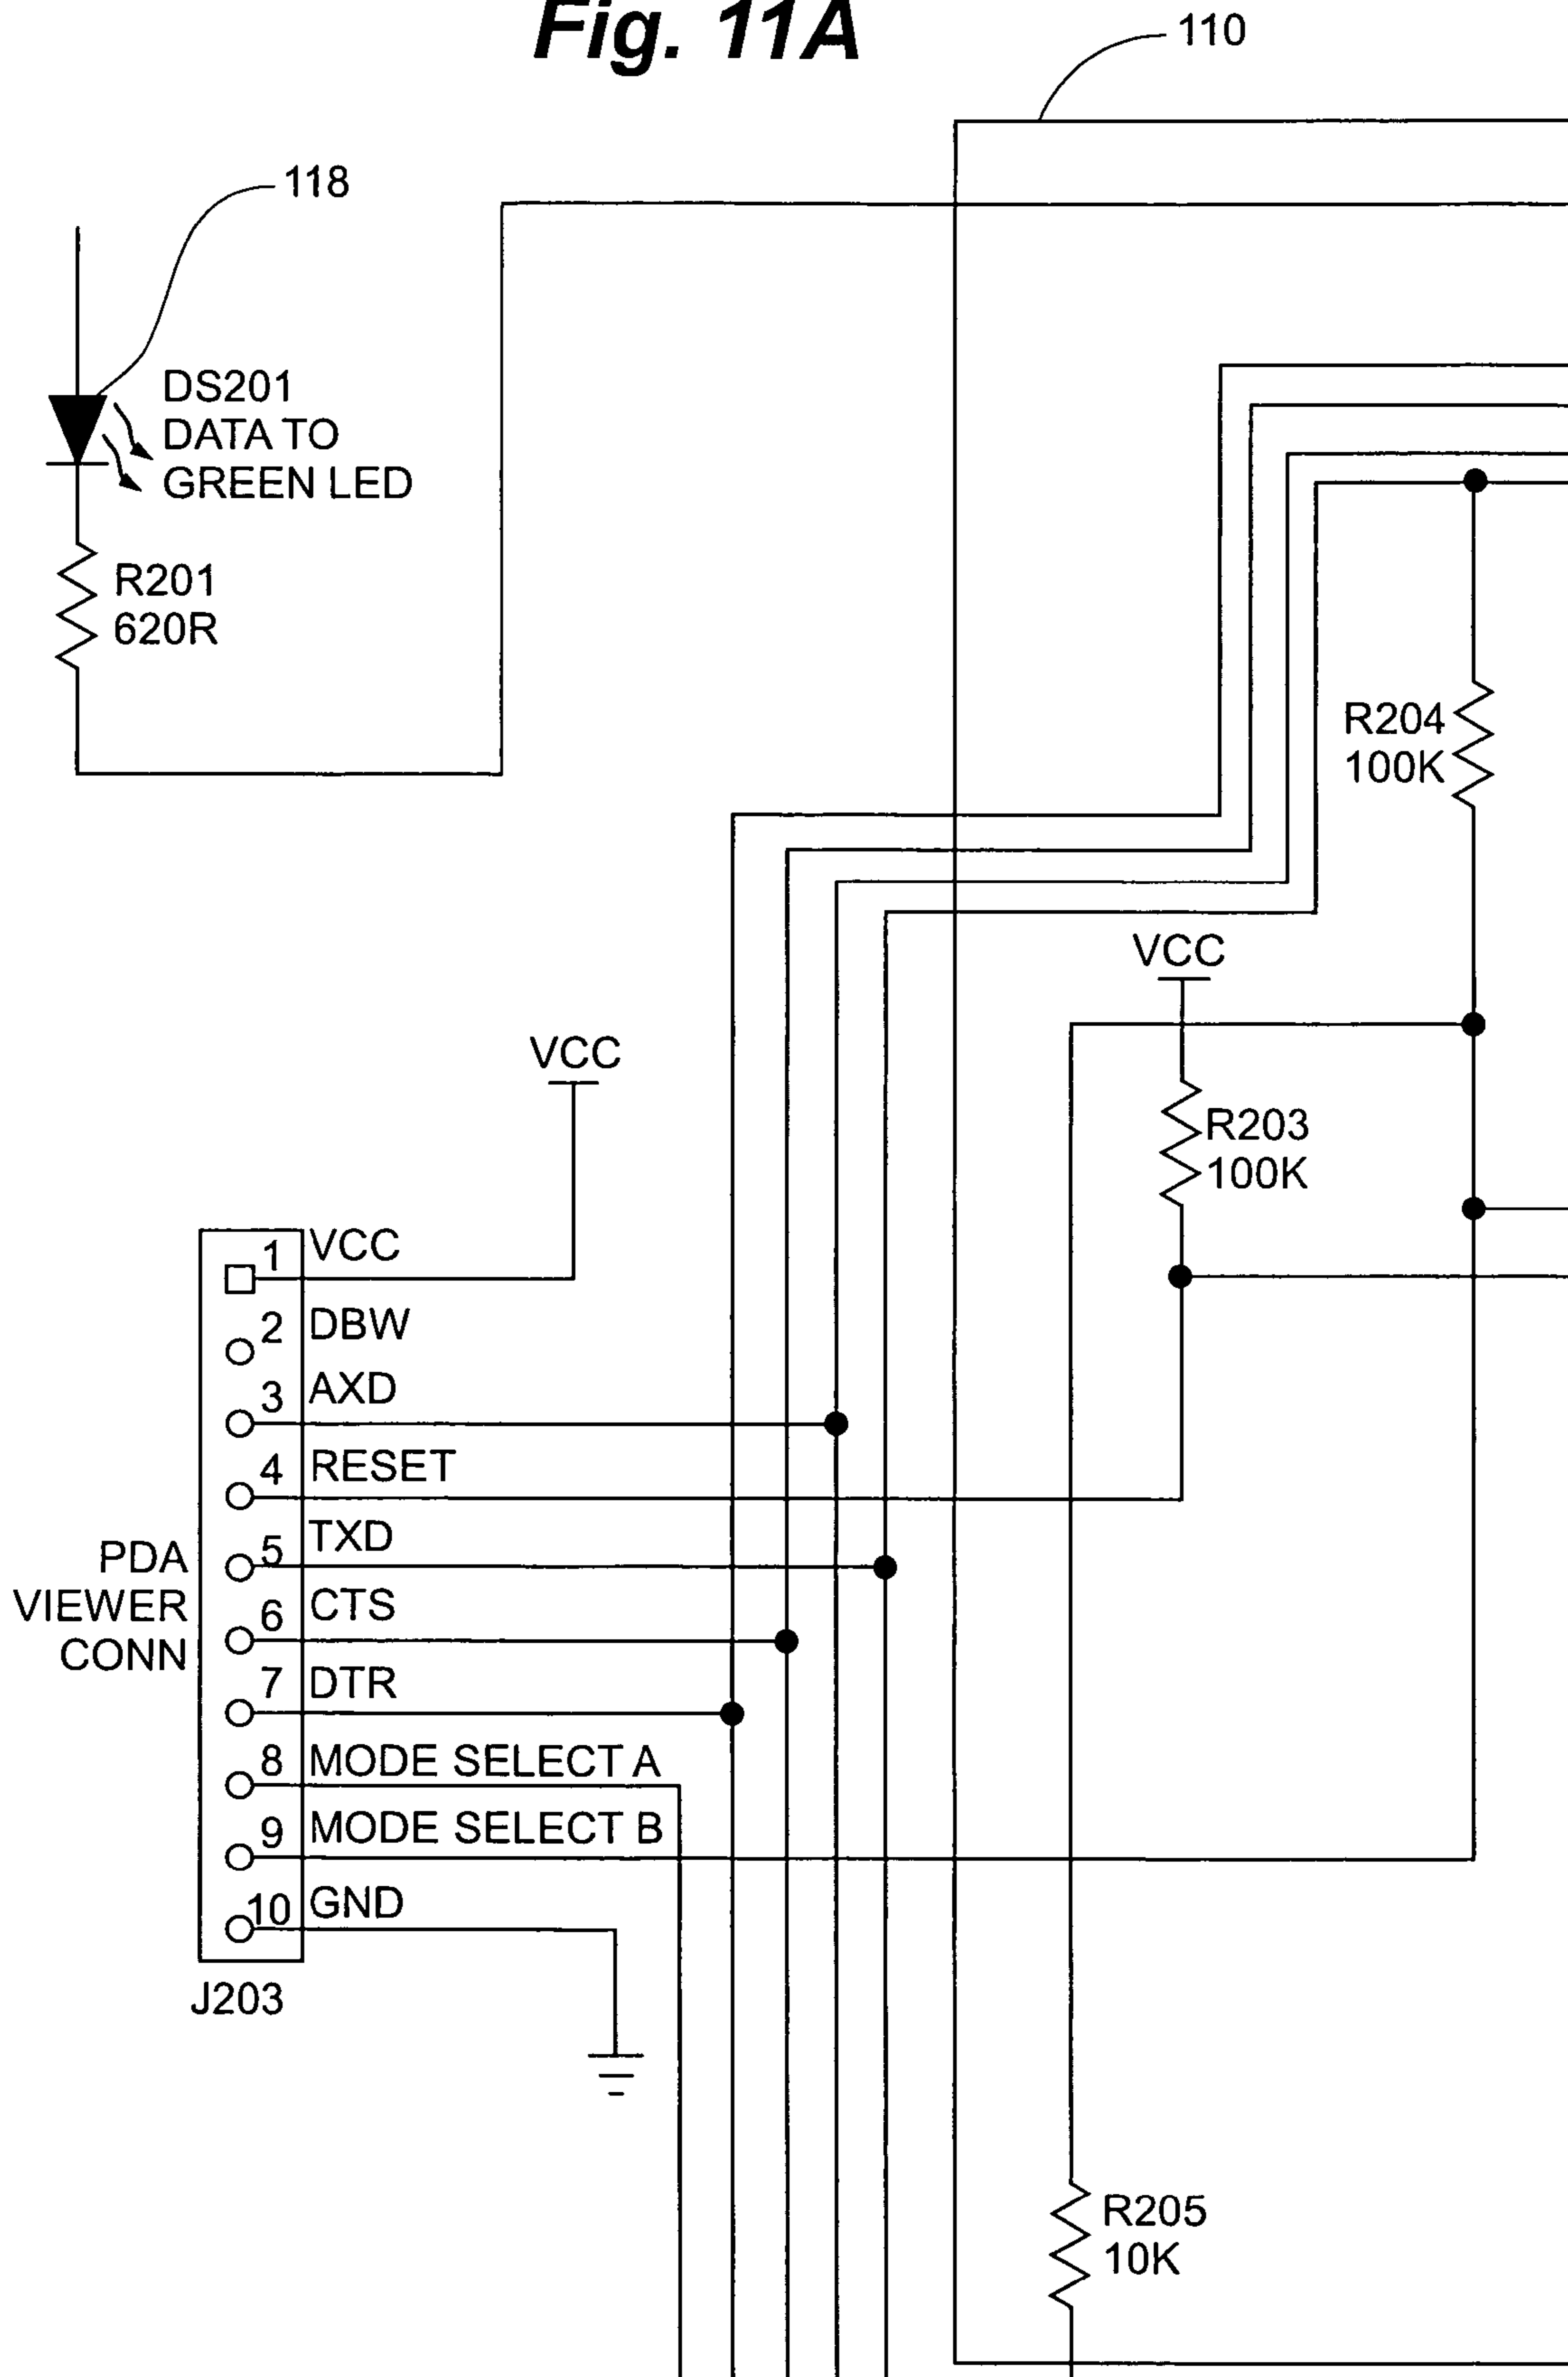 Fig. 11A
110
118
DS201
DATA TO
GREEN LED
R201
620R
R204
100K
VCC
VCC
R203
100K
1 VCC
2 DBW
3 AXD
4 RESET
5 TXD
6 CTS
7 DTR
8 MODE SELECT A
9 MODE SELECT B
10 GND
PDA
VIEWER
CONN
J203
R205
10K